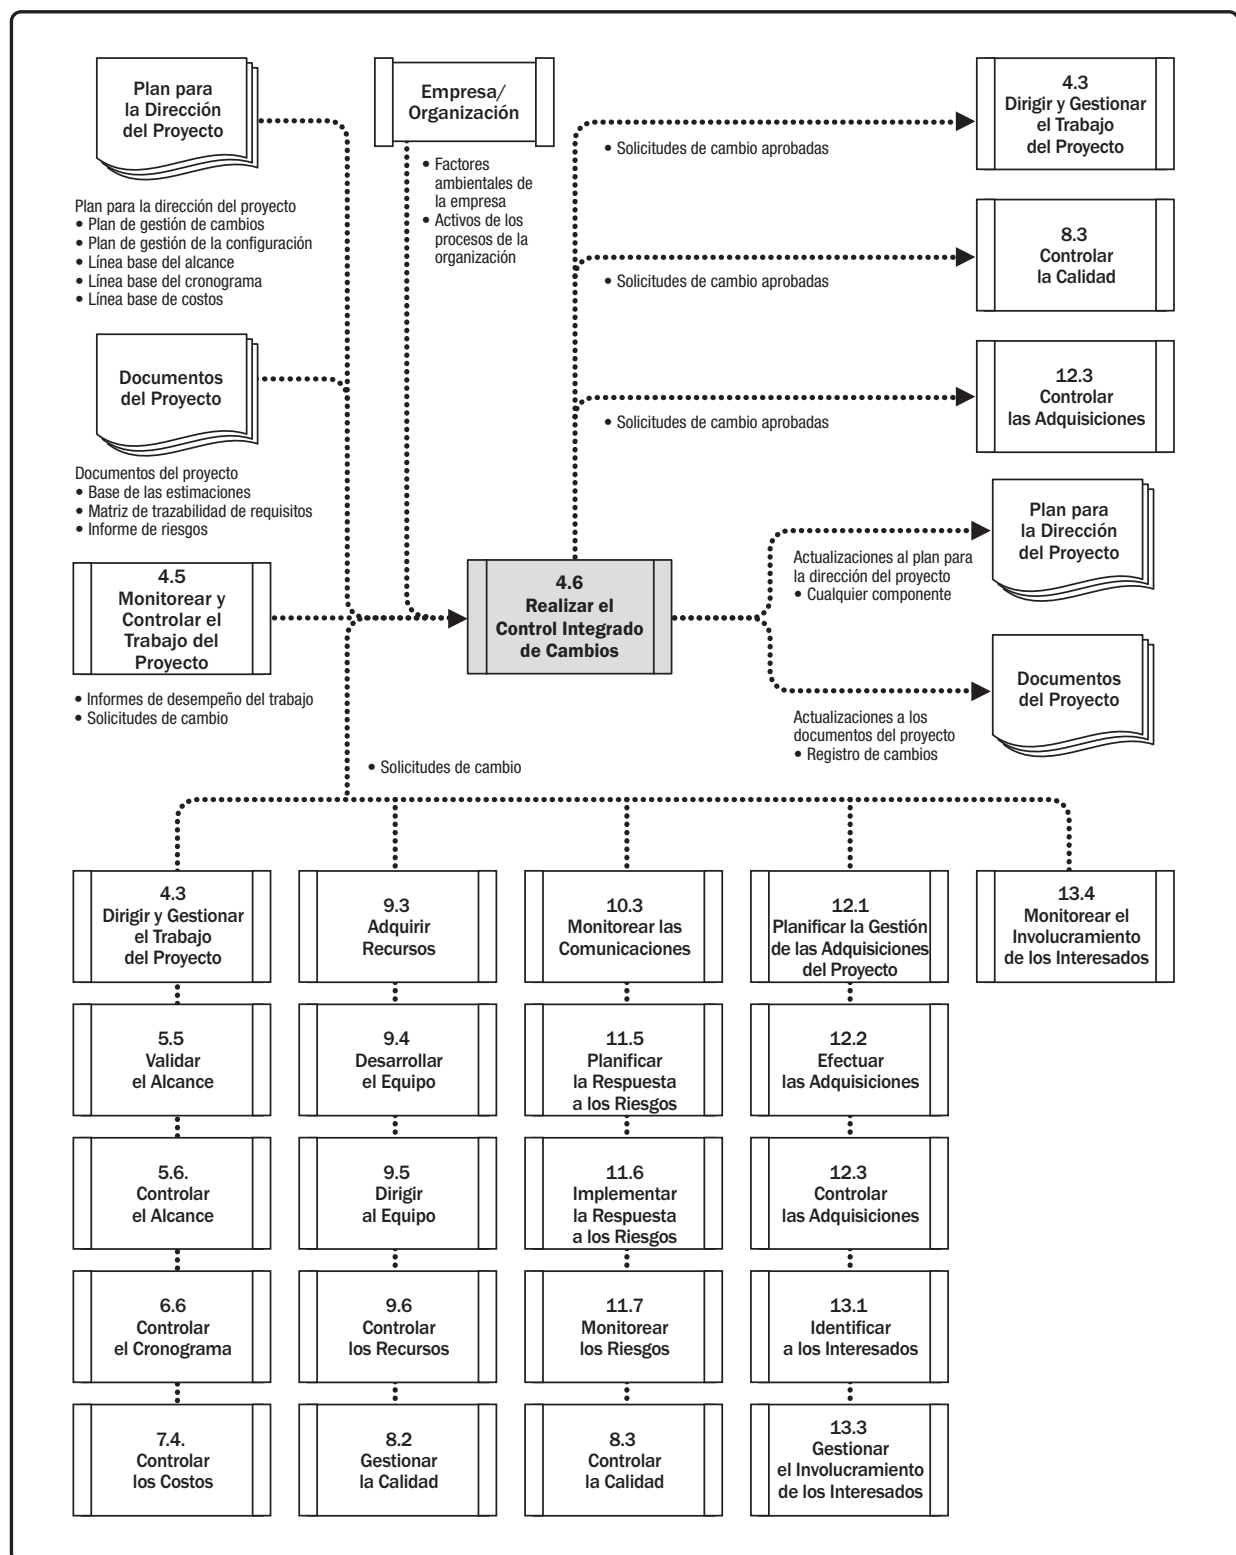 Plan para
la Dirección
del Proyecto
Plan para la dirección del proyecto
• Plan de gestión de cambios
• Plan de gestión de la configuración
• Línea base del alcance
• Línea base del cronograma
• Línea base de costos
Documentos
del Proyecto
Documentos del proyecto
• Base de las estimaciones
• Matriz de trazabilidad de requisitos
• Informe de riesgos
4.5
Monitorear y
Controlar el
Trabajo del
Proyecto
• Informes de desempeño del trabajo
• Solicitudes de cambio
Empresa/
Organización
• Factores
ambientales de
la empresa
• Activos de los
procesos de la
organización
4.6
Realizar el
Control Integrado
de Cambios
• Solicitudes de cambio aprobadas
4.3
Dirigir y Gestionar
el Trabajo
del Proyecto
• Solicitudes de cambio aprobadas
8.3
Controlar
la Calidad
• Solicitudes de cambio aprobadas
12.3
Controlar
las Adquisiciones
Actualizaciones al plan para
la dirección del proyecto
• Cualquier componente
Plan para
la Dirección
del Proyecto
Actualizaciones a los
documentos del proyecto
• Registro de cambios
Documentos
del Proyecto
• Solicitudes de cambio
4.3
Dirigir y Gestionar
el Trabajo
del Proyecto
5.5
Validar
el Alcance
5.6.
Controlar
el Alcance
6.6
Controlar
el Cronograma
7.4.
Controlar
los Costos
9.3
Adquirir
Recursos
9.4
Desarrollar
el Equipo
9.5
Dirigir
al Equipo
9.6
Controlar
los Recursos
8.2
Gestionar
la Calidad
10.3
Monitorear las
Comunicaciones
11.5
Planificar
la Respuesta
a los Riesgos
11.6
Implementar
la Respuesta
a los Riesgos
11.7
Monitorear
los Riesgos
8.3
Controlar
la Calidad
12.1
Planificar la Gestión
de las Adquisiciones
del Proyecto
12.2
Efectuar
las Adquisiciones
12.3
Controlar
las Adquisiciones
13.1
Identificar
a los Interesados
13.3
Gestionar
el Involucramiento
de los Interesados
13.4
Monitorear el
Involucramiento
de los Interesados